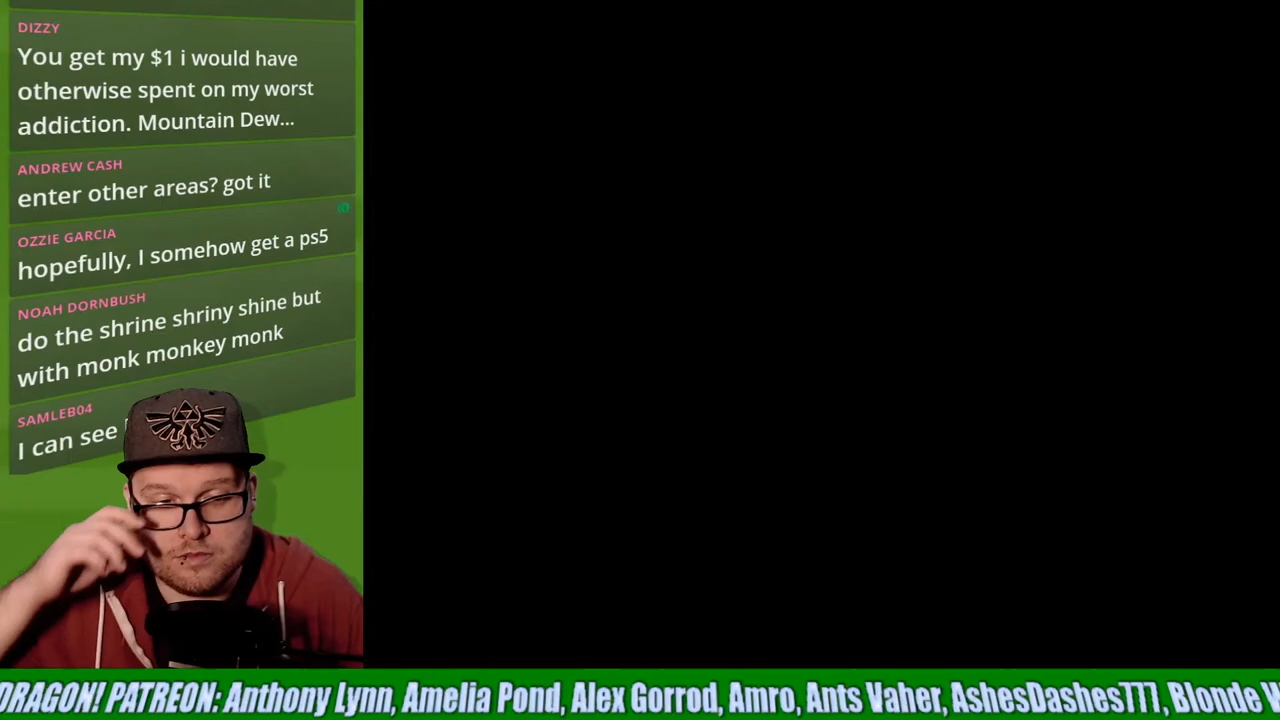 DIZZY
You get my $1 i would have
otherwise spent on my worst
addiction. Mountain Dew...
ANDREW CASH
enter other areas? got it
OZZIE GARCIA
hopefully, I somehow get a ps5
NOAH DORNBUSH
do the shrine shriny shine but
with monk monkey monk
SAMLEB04
I can see
DRAGON! PATREON: Anthony Lynn, Amelia Pond, Alex Gorrod, Amro, Ants Vaher, AshesDashes777, Blonde